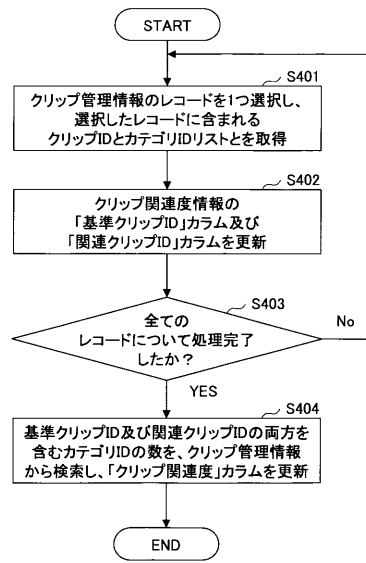 START
S401
クリップ管理情報のレコードを1つ選択し、
選択したレコードに含まれる
クリップIDとカテゴリIDリストとを取得
S402
クリップ関連度情報の
「基準クリップID」カラム及び
「関連クリップID」カラムを更新
S403
全ての
レコードについて処理完了
したか？
No
YES
S404
基準クリップID及び関連クリップIDの両方を
含むカテゴリIDの数を、クリップ管理情報
から検索し、「クリップ関連度」カラムを更新
END